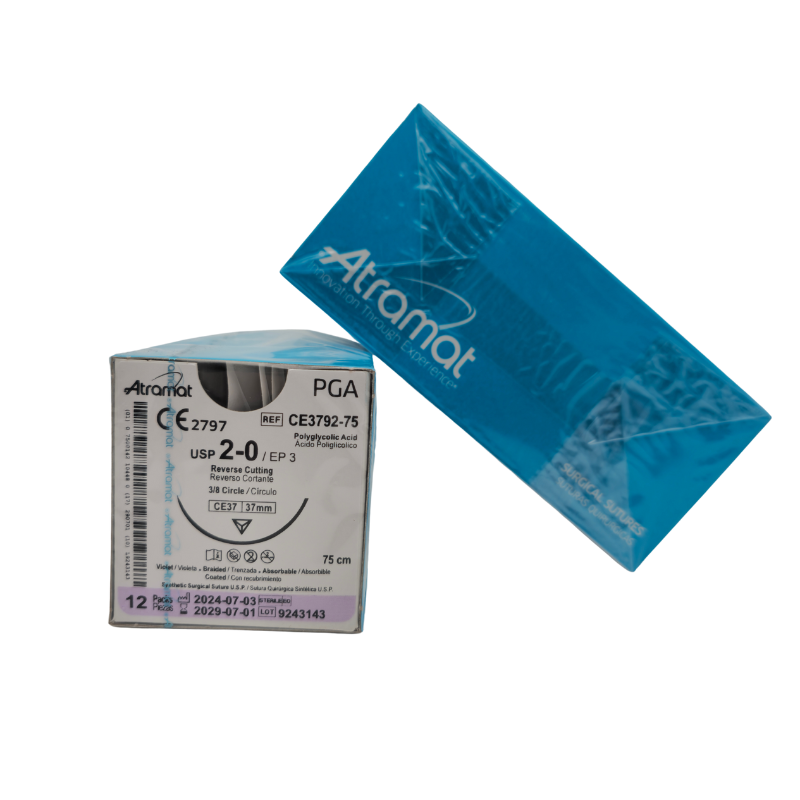 Atramat
Innovation Through Experience
SURGICAL SUTURES
Atramat
PGA
CE 2797
REF CE3792-75
Polyglycolic Acid
Ácido Poliglicólico
USP 2-0 / EP 3
Reverse Cutting
Reverso Cortante
3/8 Circle / Círculo
CE37 37mm
75 cm
Violet / Violeta • Braided / Trenzada • Absorbable / Absorbible
Coated / Con recubrimiento
Synthetic Surgical Suture U.S.P. / Sutura Quirúrgica Sintética U.S.P.
12 Packs
Piezas
2024-07-03 STERILE EO
2029-07-01 LOT 9243143